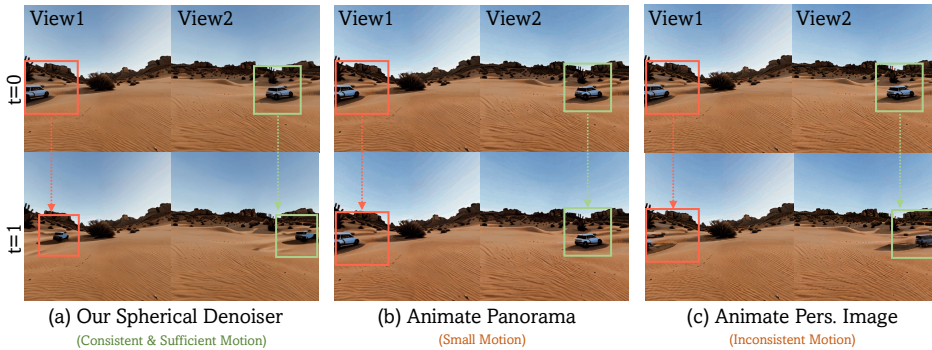 View1 View2 View1 View2 View1 View2
t=0
t=1
(a) Our Spherical Denoiser (b) Animate Panorama (c) Animate Pers. Image
(Consistent & Sufficient Motion) (Small Motion) (Inconsistent Motion)